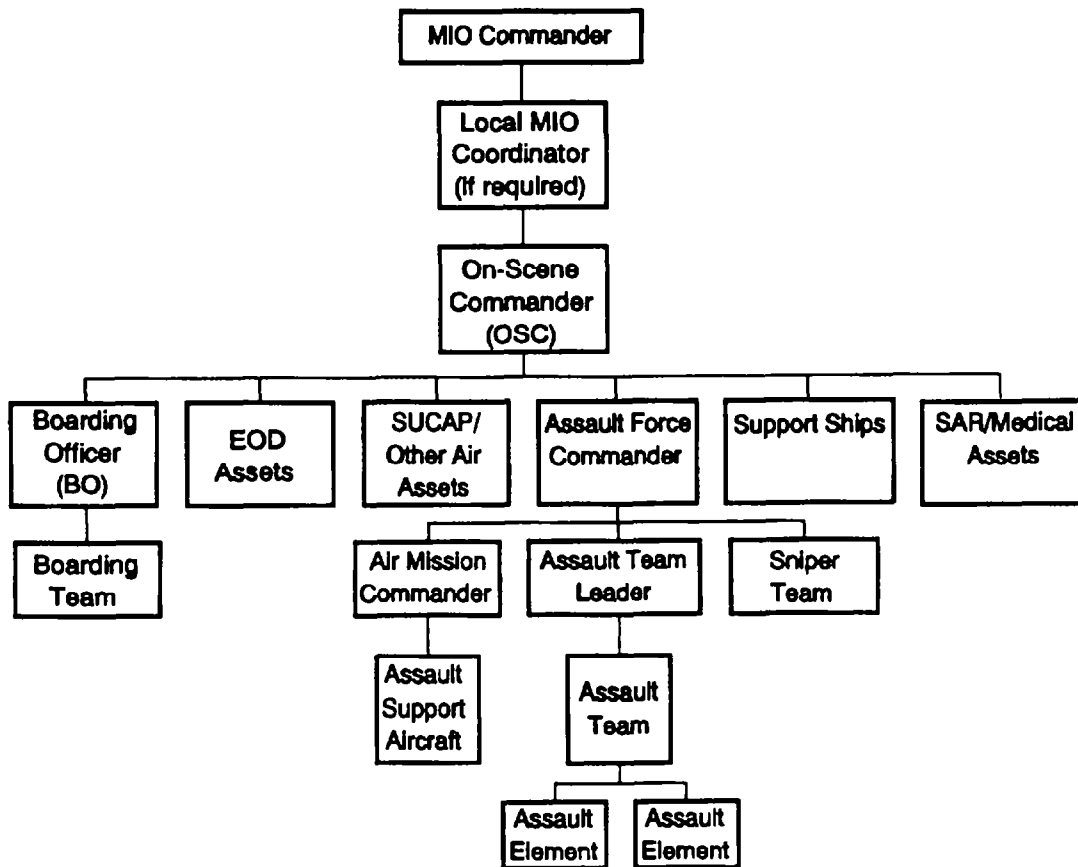 MIO Commander
Local MIO
Coordinator
(if required)
On-Scene
Commander
(OSC)
Boarding
Officer
(BO)
EOD
Assets
SUCAP/
Other Air
Assets
Assault Force
Commander
Support Ships
SAR/Medical
Assets
Boarding
Team
Air Mission
Commander
Assault Team
Leader
Sniper
Team
Assault
Support
Aircraft
Assault
Team
Assault
Element
Assault
Element